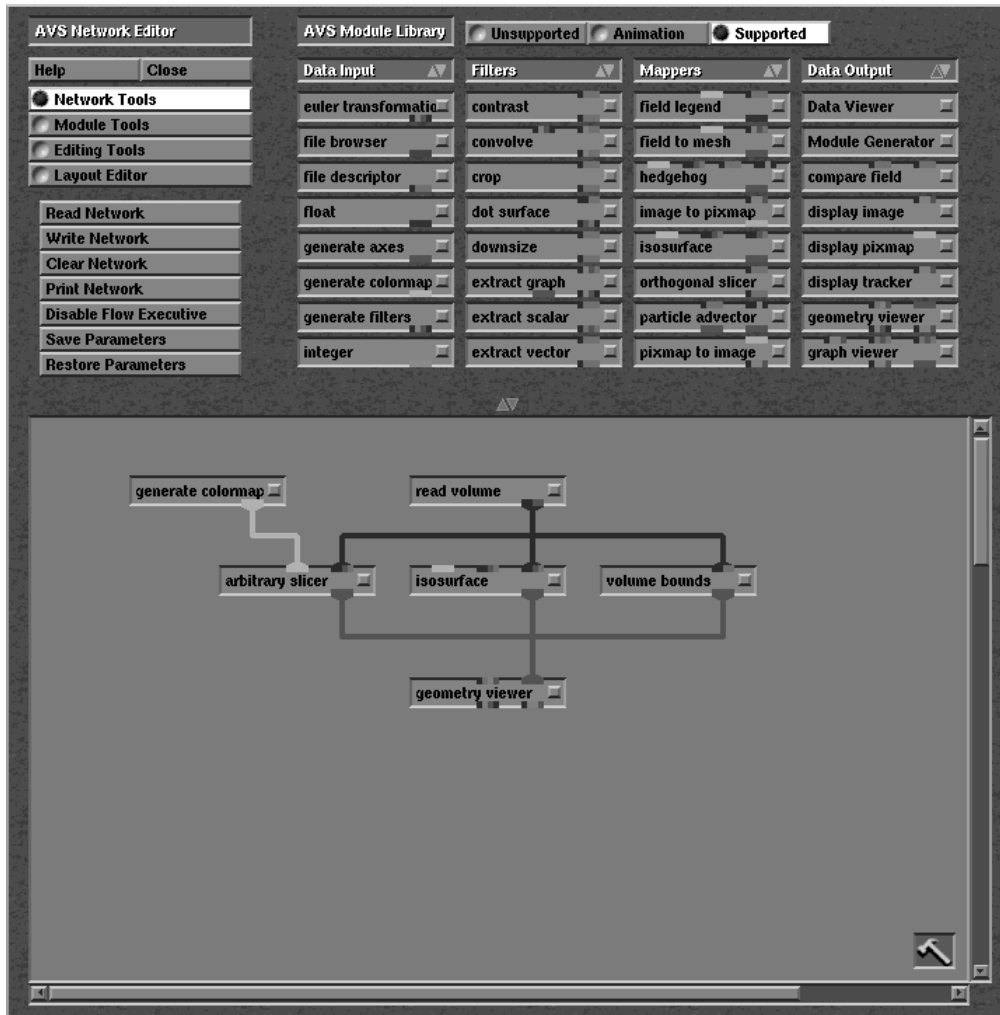 AVS Network Editor
AVS Module Library
Unsupported
Animation
Supported
Help
Close
Network Tools
Module Tools
Editing Tools
Layout Editor
Read Network
Write Network
Clear Network
Print Network
Disable Flow Executive
Save Parameters
Restore Parameters
Data Input
euler transformatio
file browser
file descriptor
float
generate axes
generate colormap
generate filters
integer
Filters
contrast
convolve
crop
dot surface
downsize
extract graph
extract scalar
extract vector
Mappers
field legend
field to mesh
hedgehog
image to pixmap
isosurface
orthogonal slicer
particle advector
pixmap to image
Data Output
Data Viewer
Module Generator
compare field
display image
display pixmap
display tracker
geometry viewer
graph viewer
generate colormap
read volume
arbitrary slicer
isosurface
volume bounds
geometry viewer